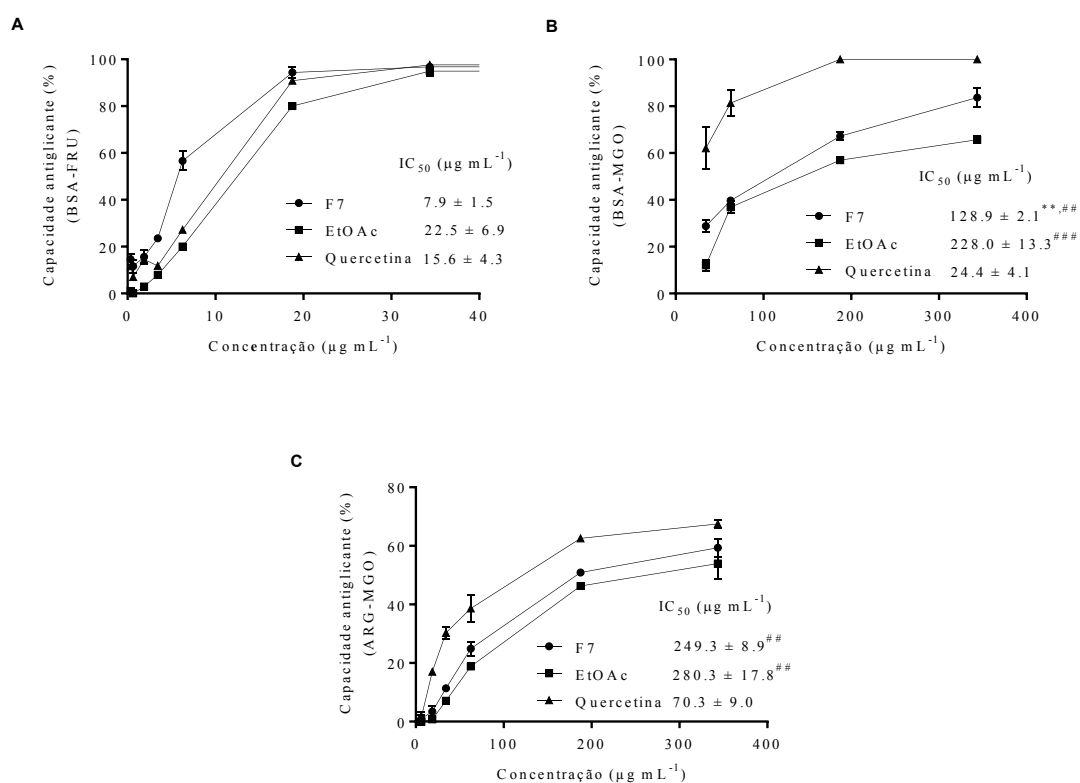 A
Capacidade antiglicante (%)
(BSA-FRU)
100
80
60
40
20
0
0 10 20 30 40
Concentração (µg mL-1)
IC50 (µg mL-1)
F7 7.9 ± 1.5
EtOAc 22.5 ± 6.9
Quercetina 15.6 ± 4.3
B
Capacidade antiglicante (%)
(BSA-MGO)
100
80
60
40
20
0
0 100 200 300 400
Concentração (µg mL-1)
IC50 (µg mL-1)
F7 128.9 ± 2.1**,##
EtOAc 228.0 ± 13.3###
Quercetina 24.4 ± 4.1
C
Capacidade antiglicante (%)
(ARG-MGO)
80
60
40
20
0
0 100 200 300 400
Concentração (µg mL-1)
IC50 (µg mL-1)
F7 249.3 ± 8.9##
EtOAc 280.3 ± 17.8##
Quercetina 70.3 ± 9.0